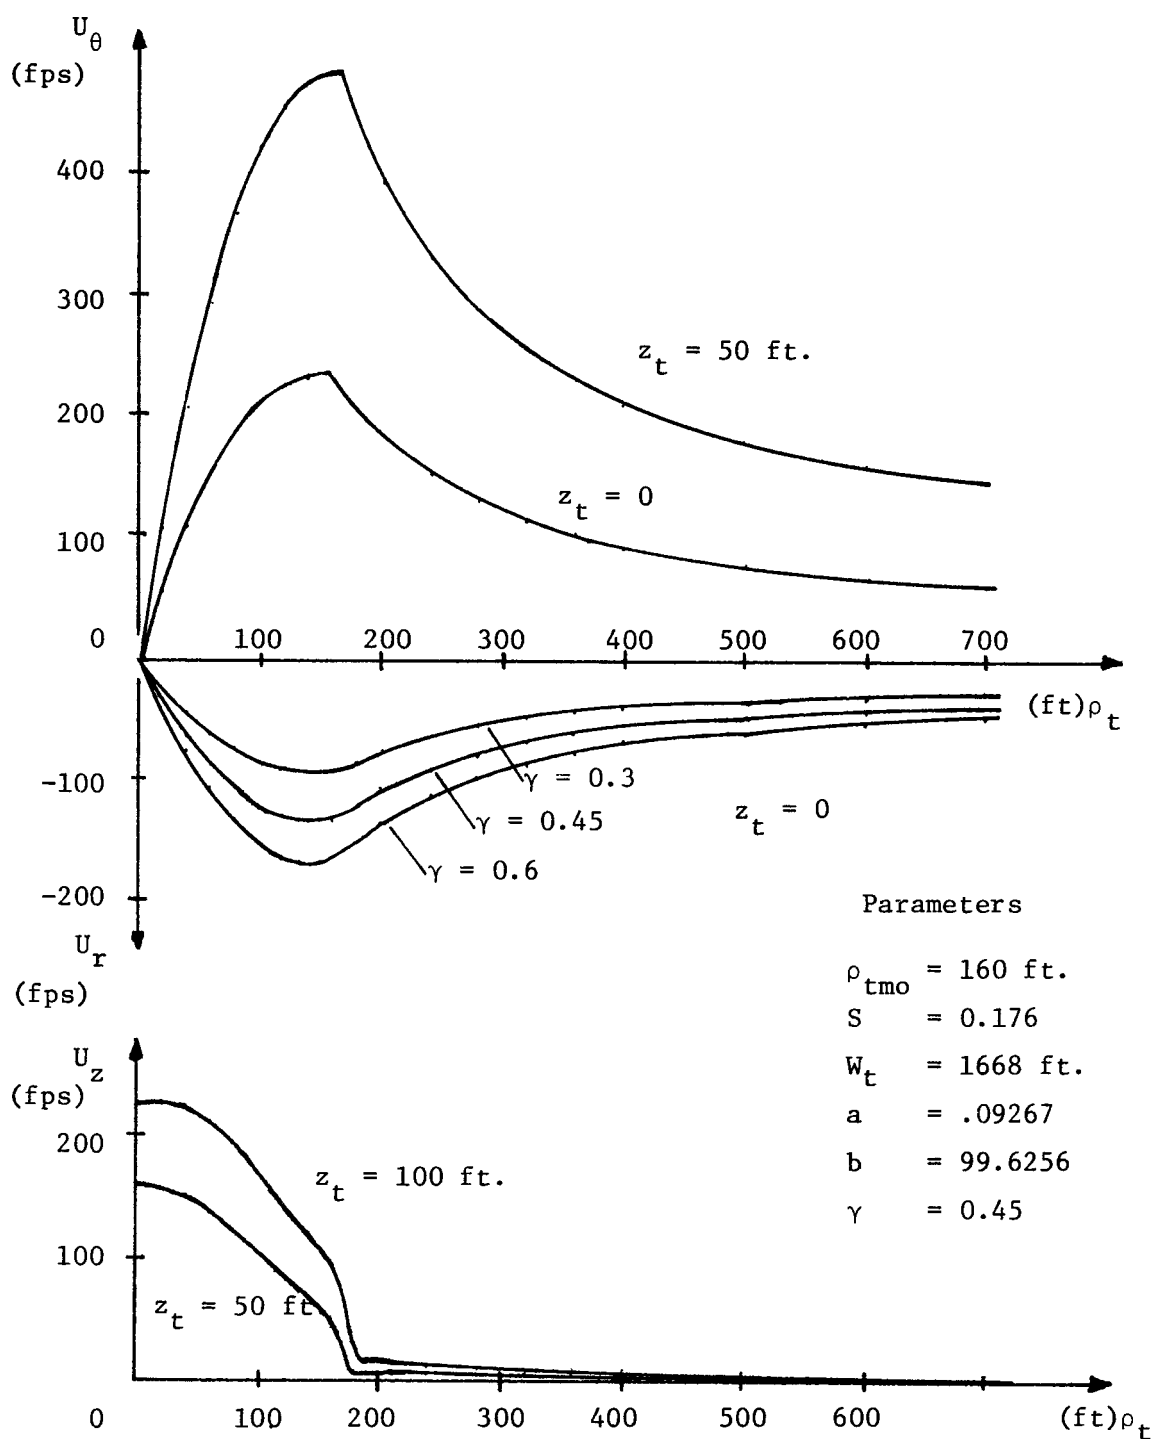 U_θ
(fps)
400
300
z_t = 50 ft.
200
z_t = 0
100
0 100 200 300 400 500 600 700
(ft)ρ_t
-100
γ = 0.3
z_t = 0
γ = 0.45
γ = 0.6
-200
U_r
(fps)
Parameters
ρ_tmo = 160 ft.
S = 0.176
W_t = 1668 ft.
a = .09267
b = 99.6256
γ = 0.45
U_z
(fps)
200
z_t = 100 ft.
100
z_t = 50 ft.
0 100 200 300 400 500 600 (ft)ρ_t